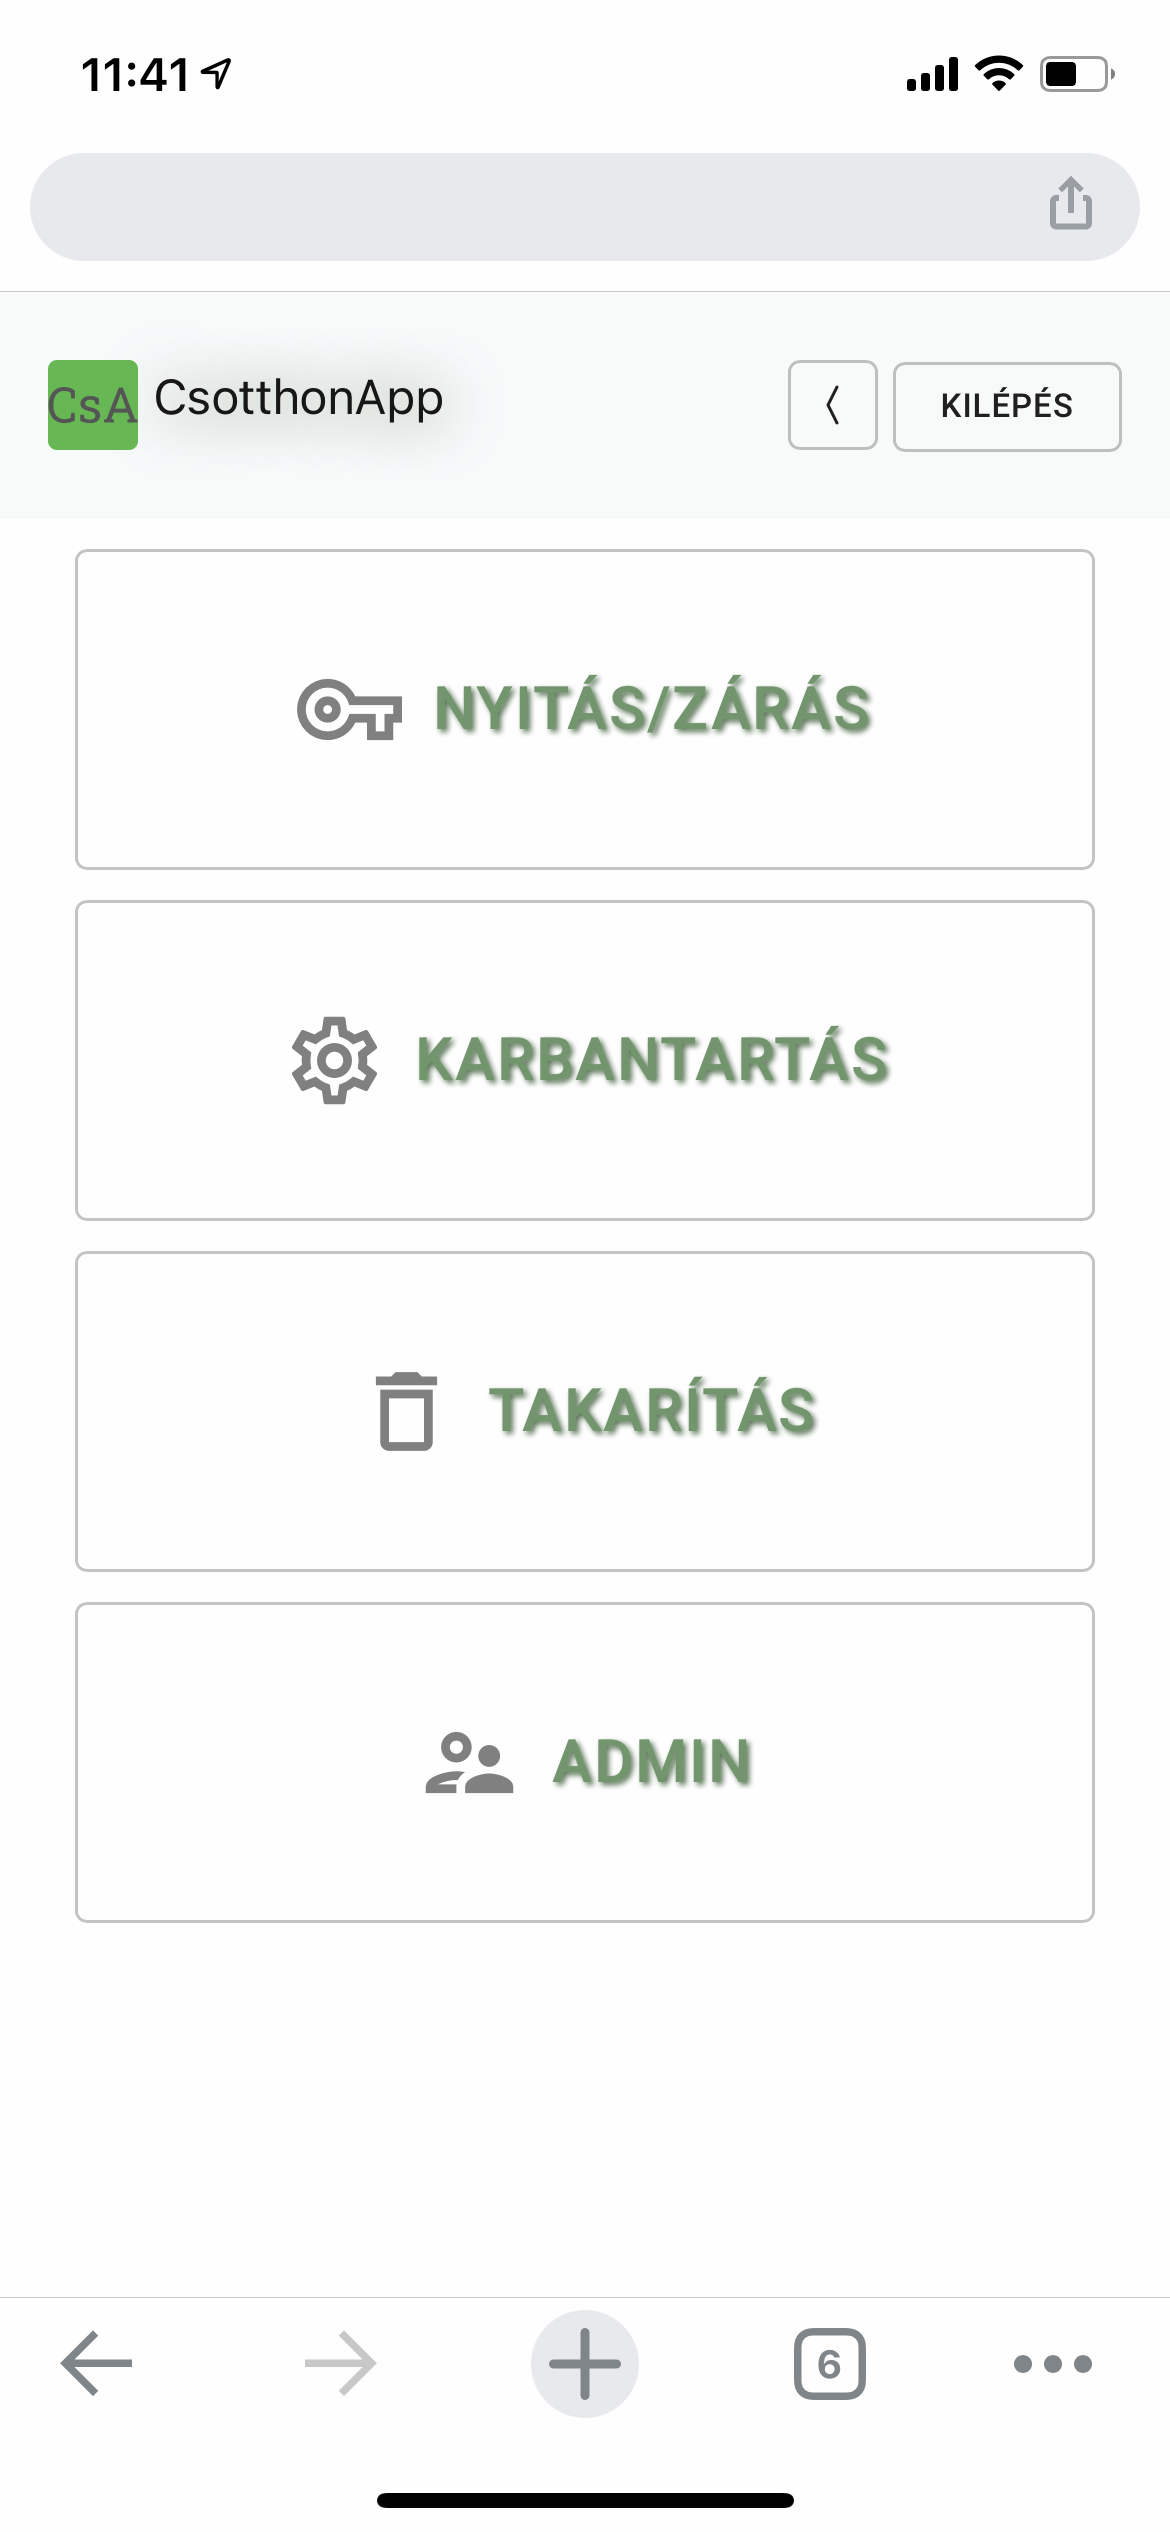 11:41
CsA CsotthonApp KILÉPÉS
NYITÁS/ZÁRÁS
KARBANTARTÁS
TAKARÍTÁS
ADMIN
6